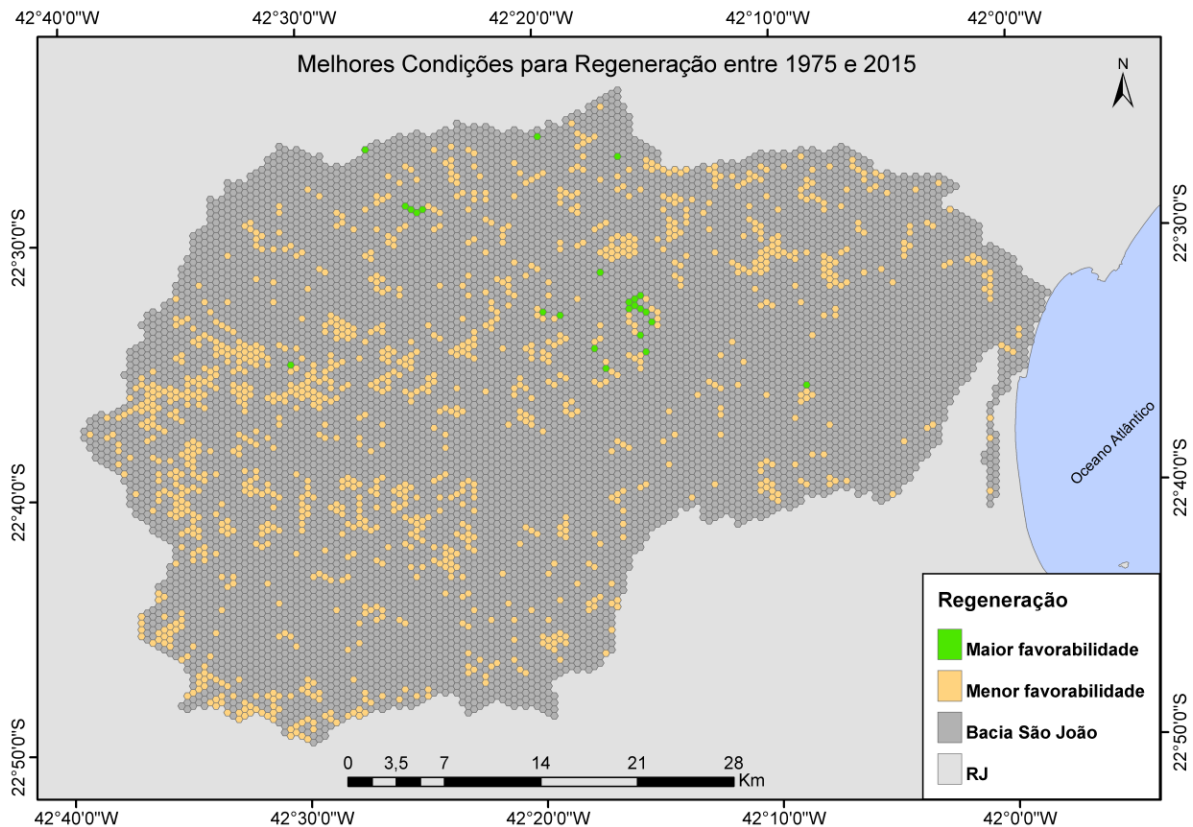 42°40'0"W 42°30'0"W 42°20'0"W 42°10'0"W 42°0'0"W
Melhores Condições para Regeneração entre 1975 e 2015
N
22°30'0"S
22°30'0"S
Oceano Atlântico
22°40'0"S
22°40'0"S
Regeneração
Maior favorabilidade
Menor favorabilidade
Bacia São João
RJ
22°50'0"S
22°50'0"S
0 3,5 7 14 21 28
Km
42°40'0"W 42°30'0"W 42°20'0"W 42°10'0"W 42°0'0"W